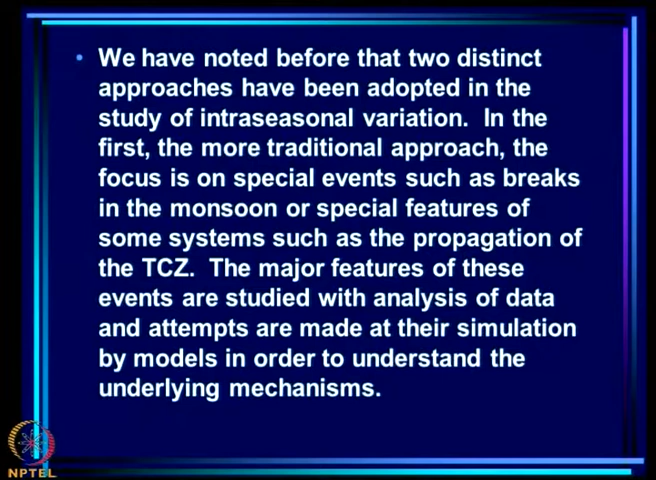 • We have noted before that two distinct
approaches have been adopted in the
study of intraseasonal variation. In the
first, the more traditional approach, the
focus is on special events such as breaks
in the monsoon or special features of
some systems such as the propagation of
the TCZ. The major features of these
events are studied with analysis of data
and attempts are made at their simulation
by models in order to understand the
underlying mechanisms.
NPTEL